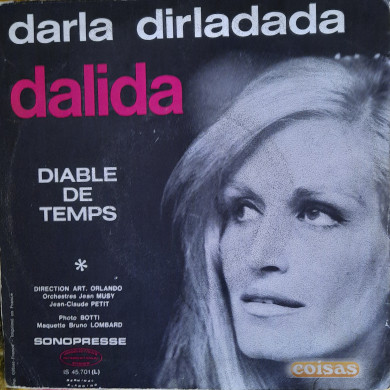 darla dirladada
dalida
DIABLE
DE
TEMPS
*
DIRECTION ART. ORLANDO
Orchestres Jean MUSY
Jean-Claude PETIT
Photo BOTTI
Maquette Bruno LOMBARD
SONOPRESSE
IS 45.701 (L)
coisas